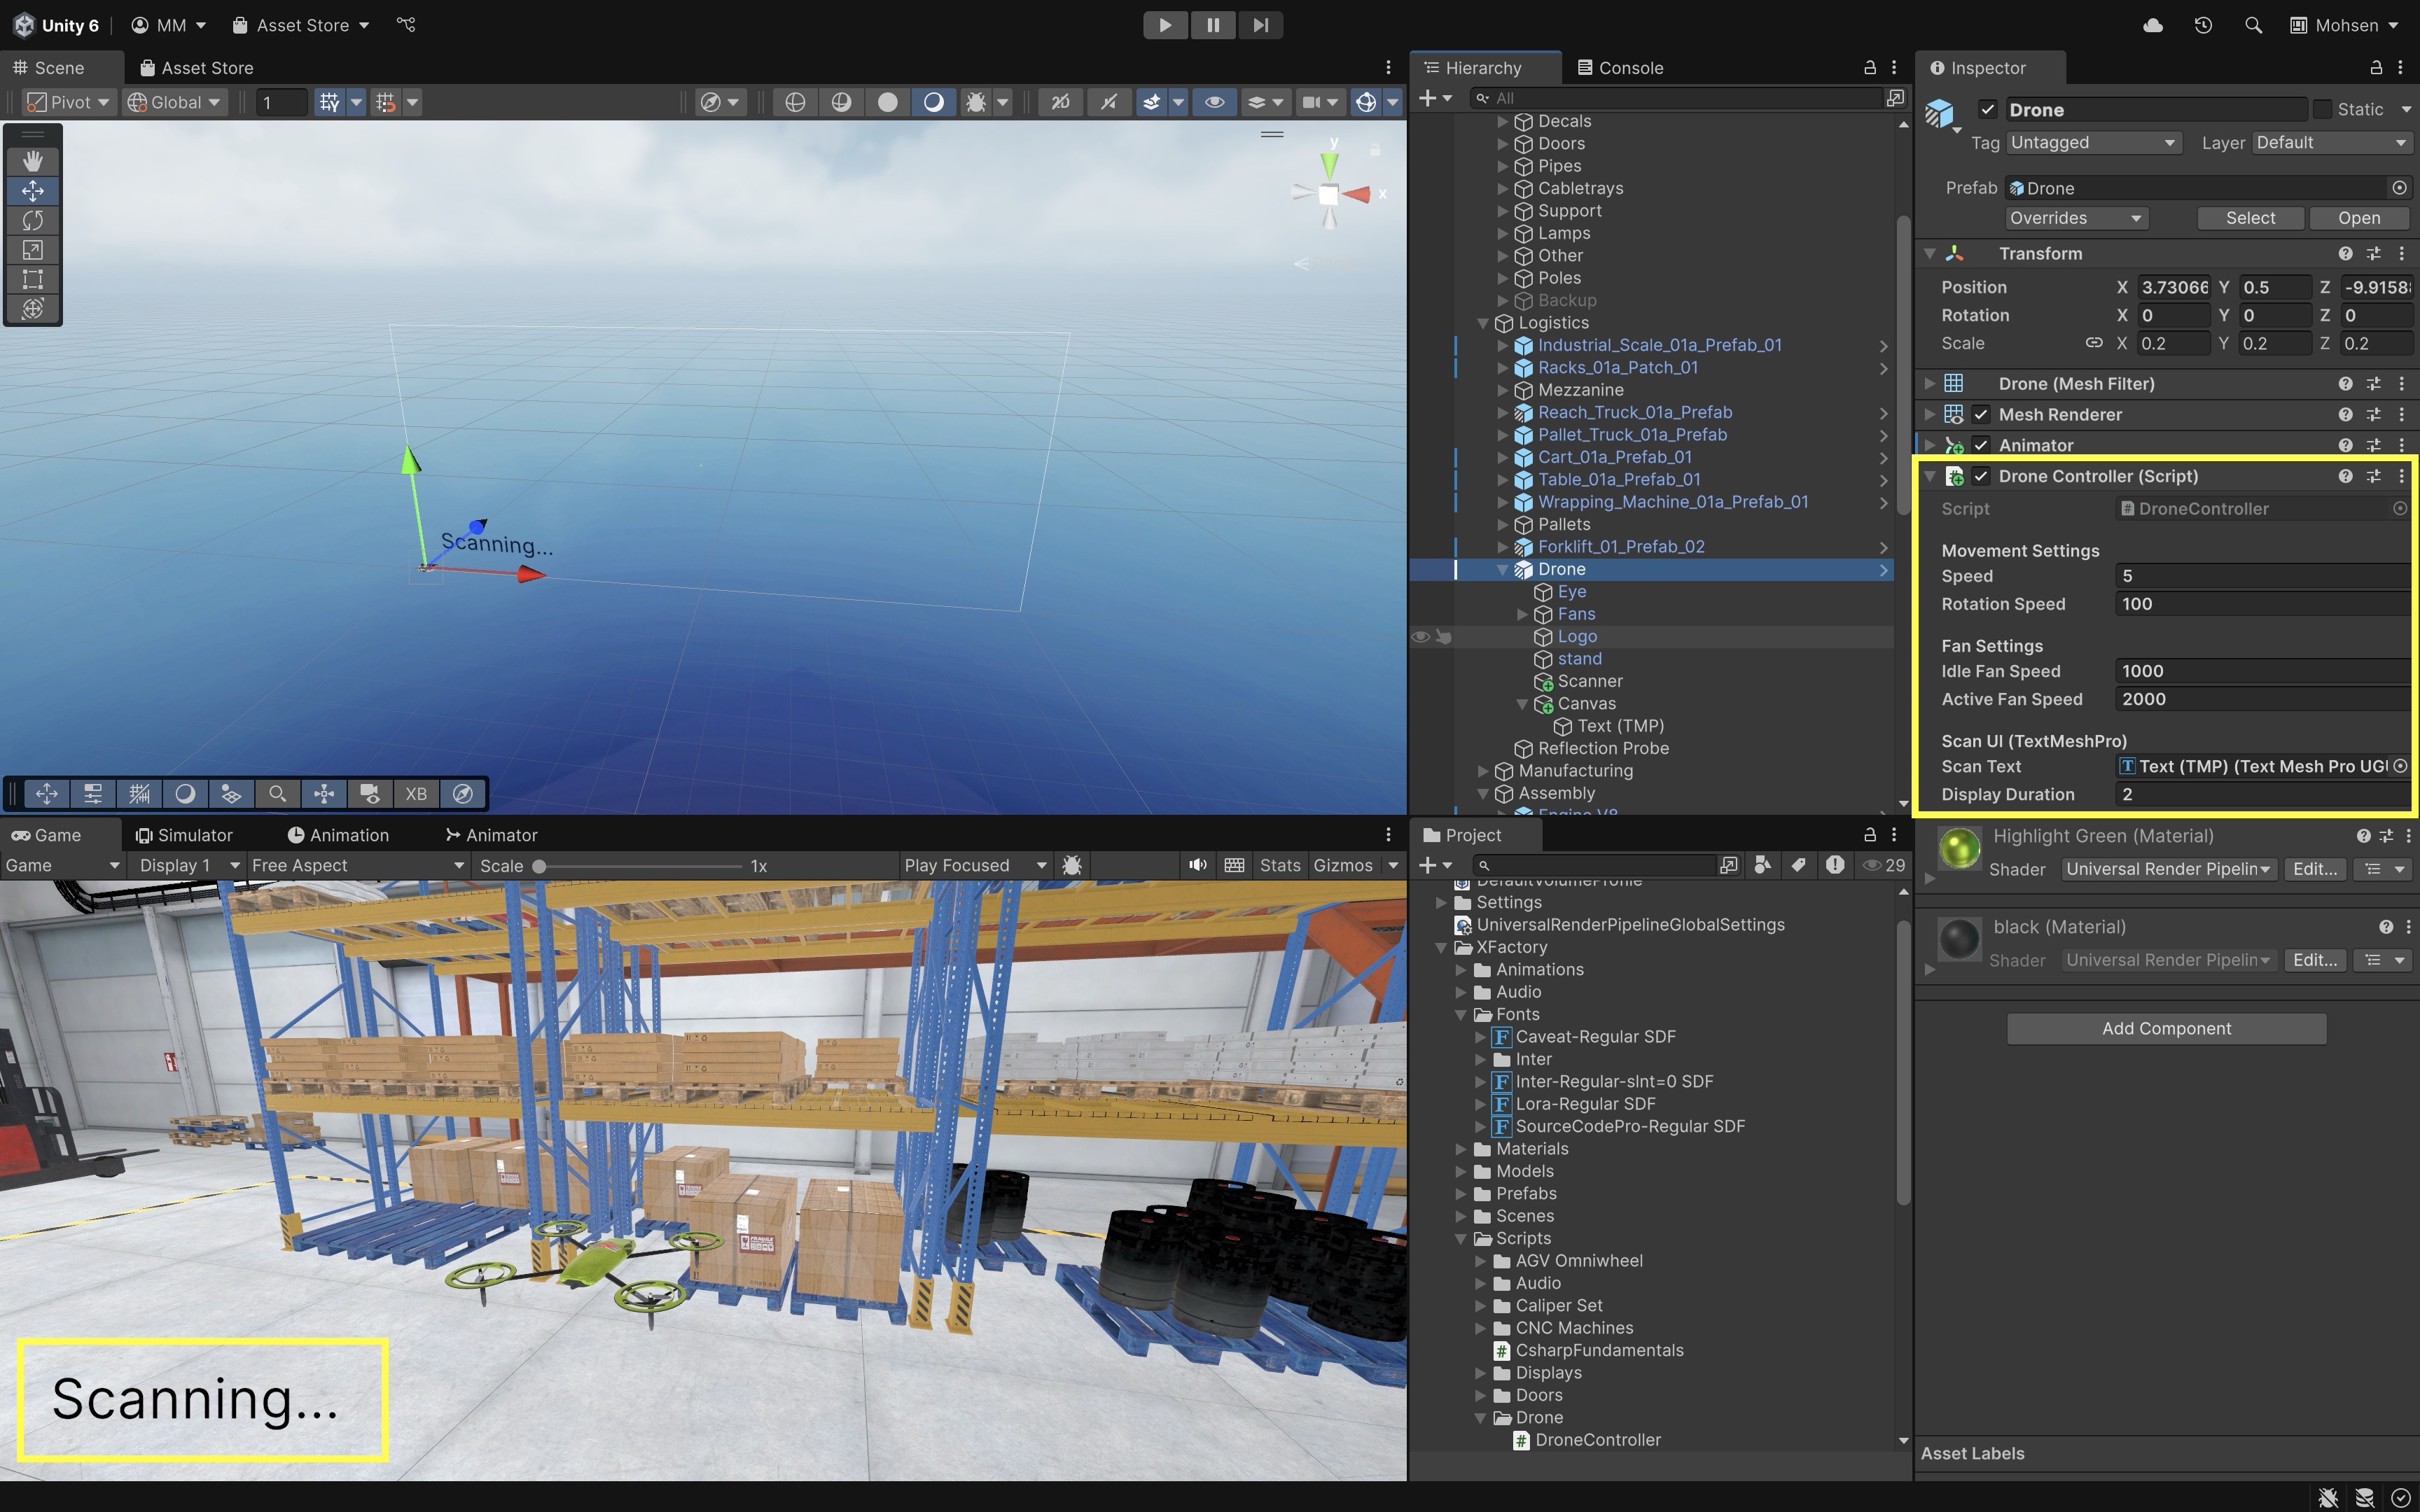 Unity 6
MM
Asset Store
Mohsen
Scene
Asset Store
Pivot
Global
1
2D
y
x
Scanning...
XB
Hierarchy
Console
All
Decals
Doors
Pipes
Cabletrays
Support
Lamps
Other
Poles
Backup
Logistics
Industrial_Scale_01a_Prefab_01
Racks_01a_Patch_01
Mezzanine
Reach_Truck_01a_Prefab
Pallet_Truck_01a_Prefab
Cart_01a_Prefab_01
Table_01a_Prefab_01
Wrapping_Machine_01a_Prefab_01
Pallets
Forklift_01_Prefab_02
Drone
Eye
Fans
Logo
stand
Scanner
Canvas
Text (TMP)
Reflection Probe
Manufacturing
Assembly
Engine V8
Inspector
Drone
Static
Tag Untagged Layer Default
Prefab Drone
Overrides Select Open
Transform
Position X 3.73066 Y 0.5 Z -9.9158
Rotation X 0 Y 0 Z 0
Scale X 0.2 Y 0.2 Z 0.2
Drone (Mesh Filter)
Mesh Renderer
Animator
Drone Controller (Script)
Script DroneController
Movement Settings
Speed 5
Rotation Speed 100
Fan Settings
Idle Fan Speed 1000
Active Fan Speed 2000
Scan UI (TextMeshPro)
Scan Text Text (TMP) (Text Mesh Pro UGI
Display Duration 2
Highlight Green (Material)
Shader Universal Render Pipelin Edit...
black (Material)
Shader Universal Render Pipelin Edit...
Add Component
Asset Labels
Game
Simulator
Animation
Animator
Game Display 1 Free Aspect Scale 1x Play Focused Stats Gizmos
FRAGILE
Scanning...
Project
29
DefaultVolumeProfile
Settings
UniversalRenderPipelineGlobalSettings
XFactory
Animations
Audio
Fonts
Caveat-Regular SDF
Inter
Inter-Regular-slnt=0 SDF
Lora-Regular SDF
SourceCodePro-Regular SDF
Materials
Models
Prefabs
Scenes
Scripts
AGV Omniwheel
Audio
Caliper Set
CNC Machines
CsharpFundamentals
Displays
Doors
Drone
DroneController